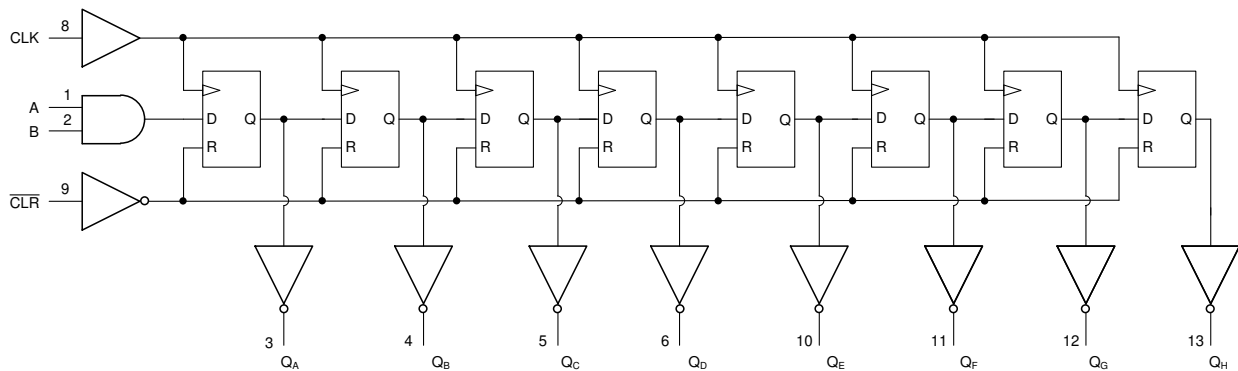 CLK 8
A 1
B 2
D Q R
D Q R
D Q R
D Q R
D Q R
D Q R
D Q R
D Q R
CLR 9
3 4 5 6 10 11 12 13
QA QB QC QD QE QF QG QH